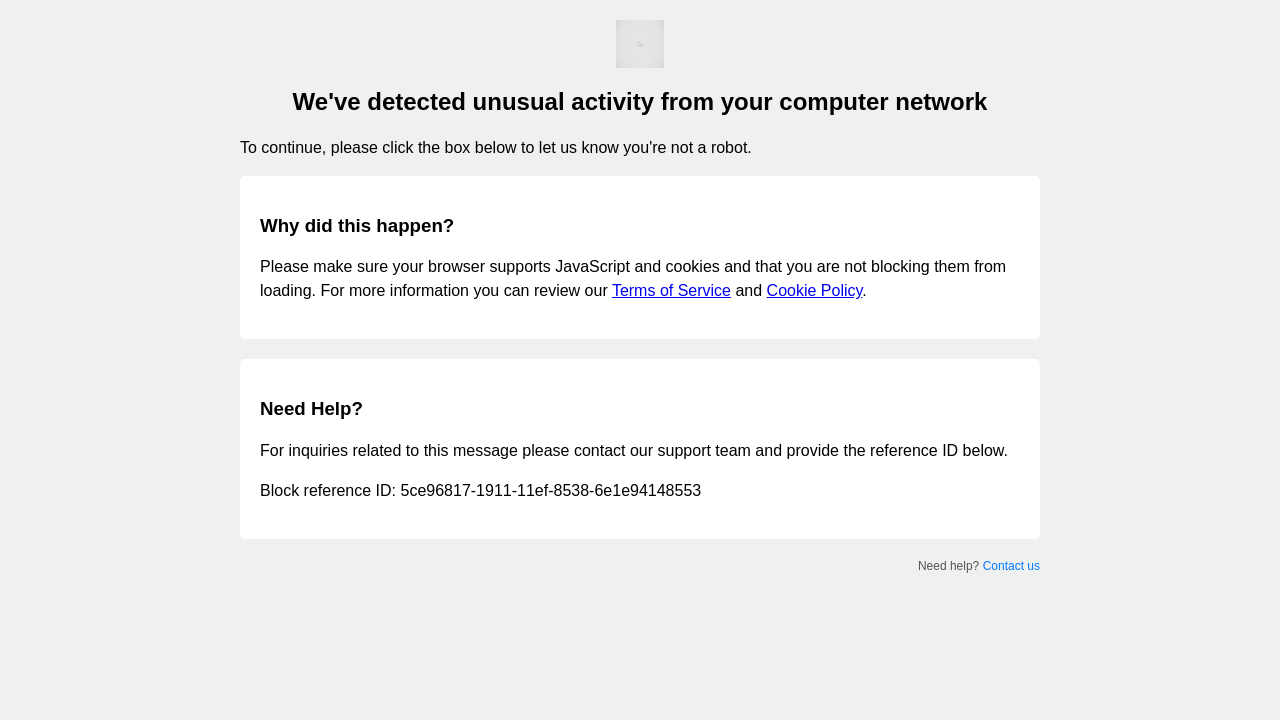 We've detected unusual activity from your computer network
To continue, please click the box below to let us know you're not a robot.
Why did this happen?
Please make sure your browser supports JavaScript and cookies and that you are not blocking them from
loading. For more information you can review our Terms of Service and Cookie Policy.
Need Help?
For inquiries related to this message please contact our support team and provide the reference ID below.
Block reference ID: 5ce96817-1911-11ef-8538-6e1e94148553
Need help? Contact us